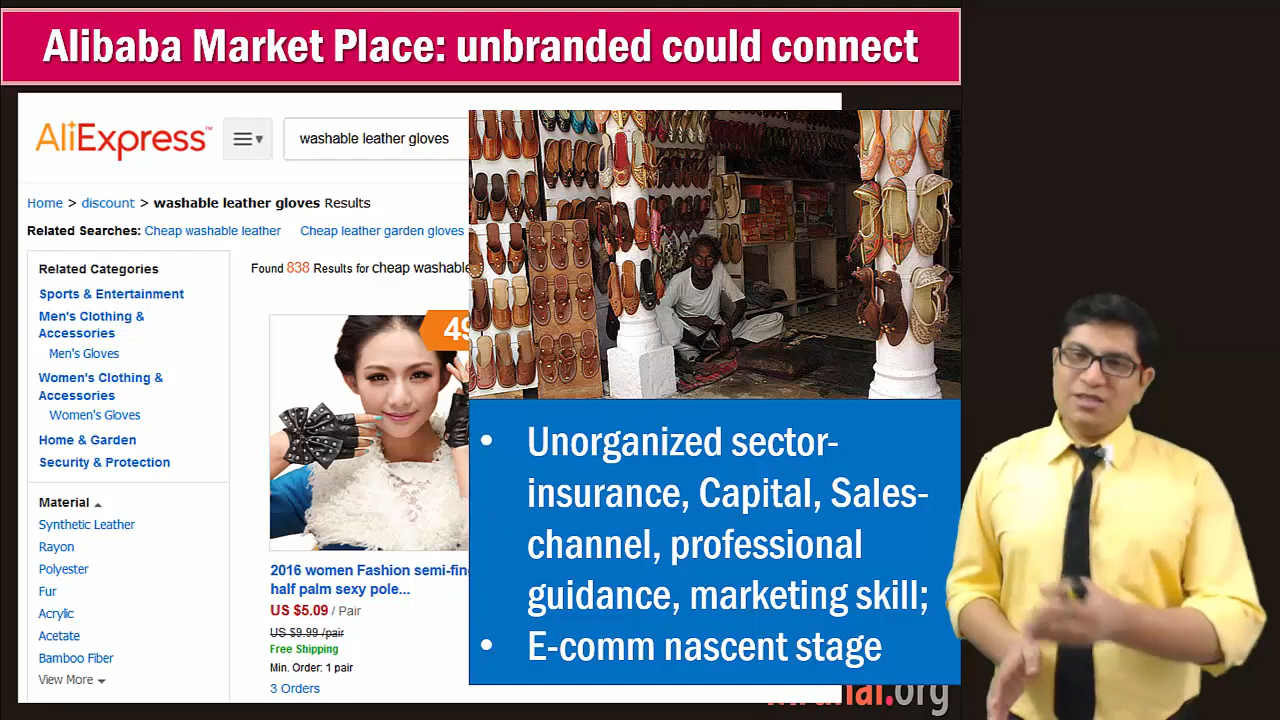 Alibaba Market Place: unbranded could connect
AliExpress™
washable leather gloves
Home > discount > washable leather gloves Results
Related Searches: Cheap washable leather Cheap leather garden gloves
Related Categories
Found 838 Results for cheap washable
Sports & Entertainment
Men's Clothing &
Accessories
Men's Gloves
Women's Clothing &
Accessories
Women's Gloves
Home & Garden
Security & Protection
Material
Synthetic Leather
Rayon
Polyester
Fur
Acrylic
Acetate
Bamboo Fiber
View More
49
2016 women Fashion semi-fing
half palm sexy pole...
US $5.09 / Pair
US $9.99 /pair
Free Shipping
Min. Order: 1 pair
3 Orders
• Unorganized sector-
insurance, Capital, Sales-
channel, professional
guidance, marketing skill;
• E-comm nascent stage
.org